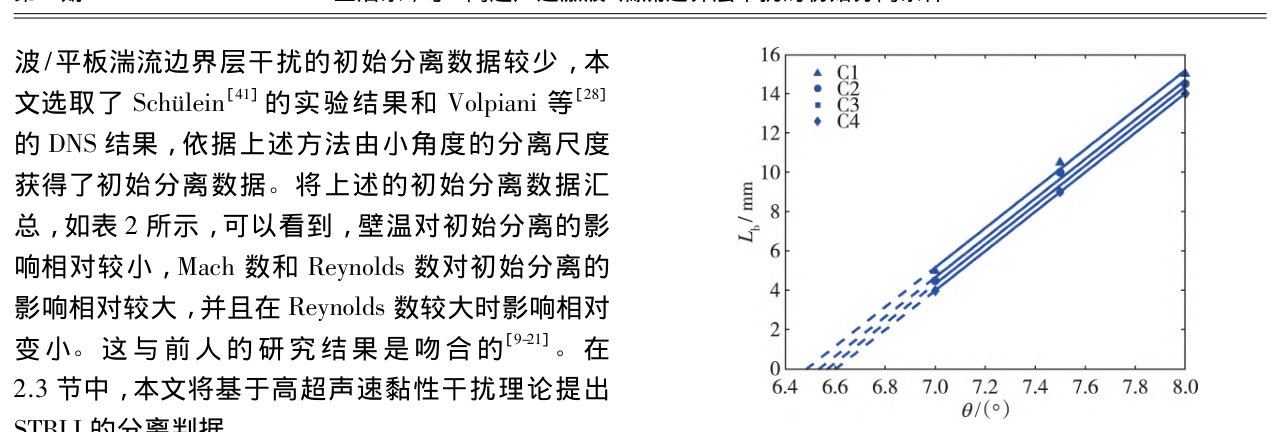 波/平板湍流边界层干扰的初始分离数据较少，本
文选取了 Schülein[41] 的实验结果和 Volpiani 等[28]
的 DNS 结果，依据上述方法由小角度的分离尺度
获得了初始分离数据。将上述的初始分离数据汇
总，如表 2 所示，可以看到，壁温对初始分离的影
响相对较小，Mach 数和 Reynolds 数对初始分离的
影响相对较大，并且在 Reynolds 数较大时影响相对
变小。这与前人的研究结果是吻合的[9-21]。在
2.3 节中，本文将基于高超声速黏性干扰理论提出
STBLI 的分离判据
16
14
12
10
8
6
4
2
0
Lb / mm
C1
C2
C3
C4
6.4 6.6 6.8 7.0 7.2 7.4 7.6 7.8 8.0
θ/(°)